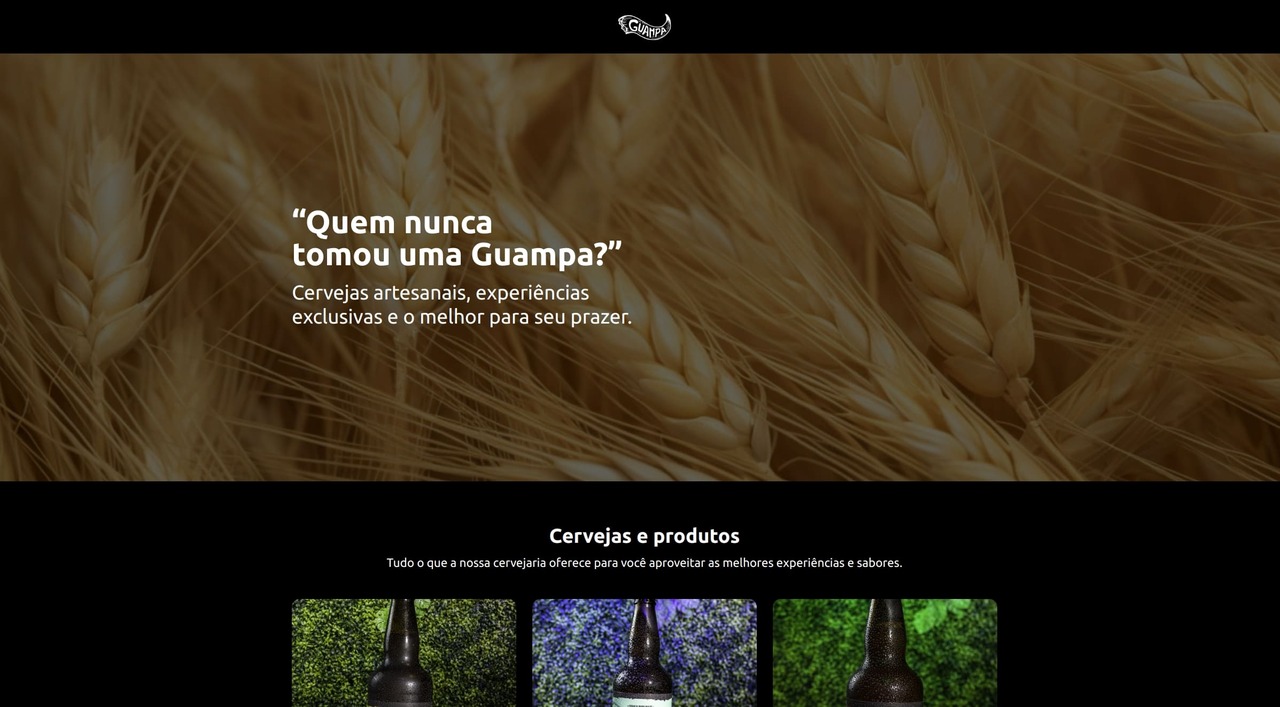 GUAMPA
“Quem nunca
tomou uma Guampa?”
Cervejas artesanais, experiências
exclusivas e o melhor para seu prazer.
Cervejas e produtos
Tudo o que a nossa cervejaria oferece para você aproveitar as melhores experiências e sabores.